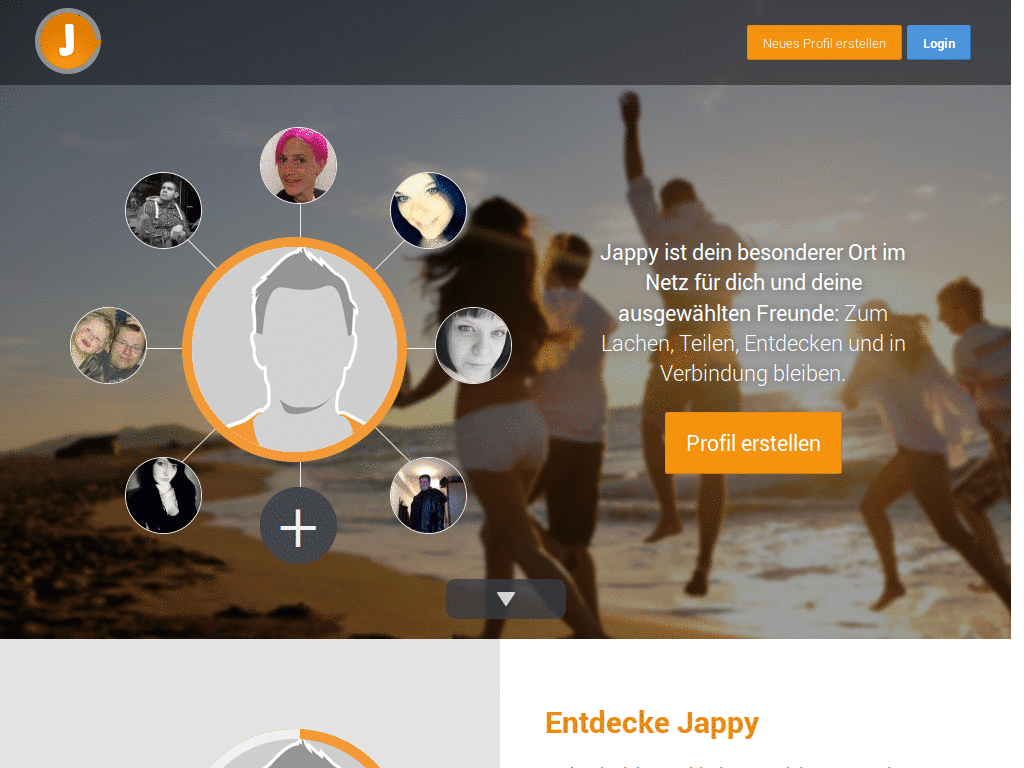 J
Neues Profil erstellen
Login
Jappy ist dein besonderer Ort im
Netz für dich und deine
ausgewählten Freunde: Zum
Lachen, Teilen, Entdecken und in
Verbindung bleiben.
Profil erstellen
Entdecke Jappy